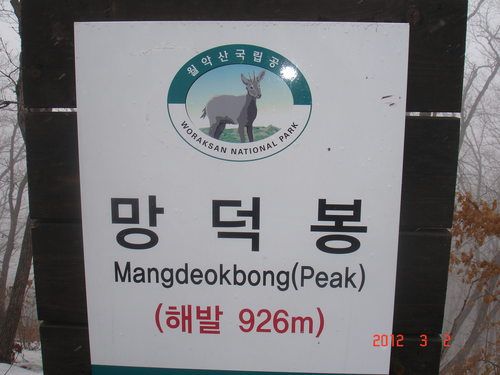 월악산국립공
WORAKSAN NATIONAL PARK
망덕봉
Mangdeokbong(Peak)
(해발 926m)
2012 3 2